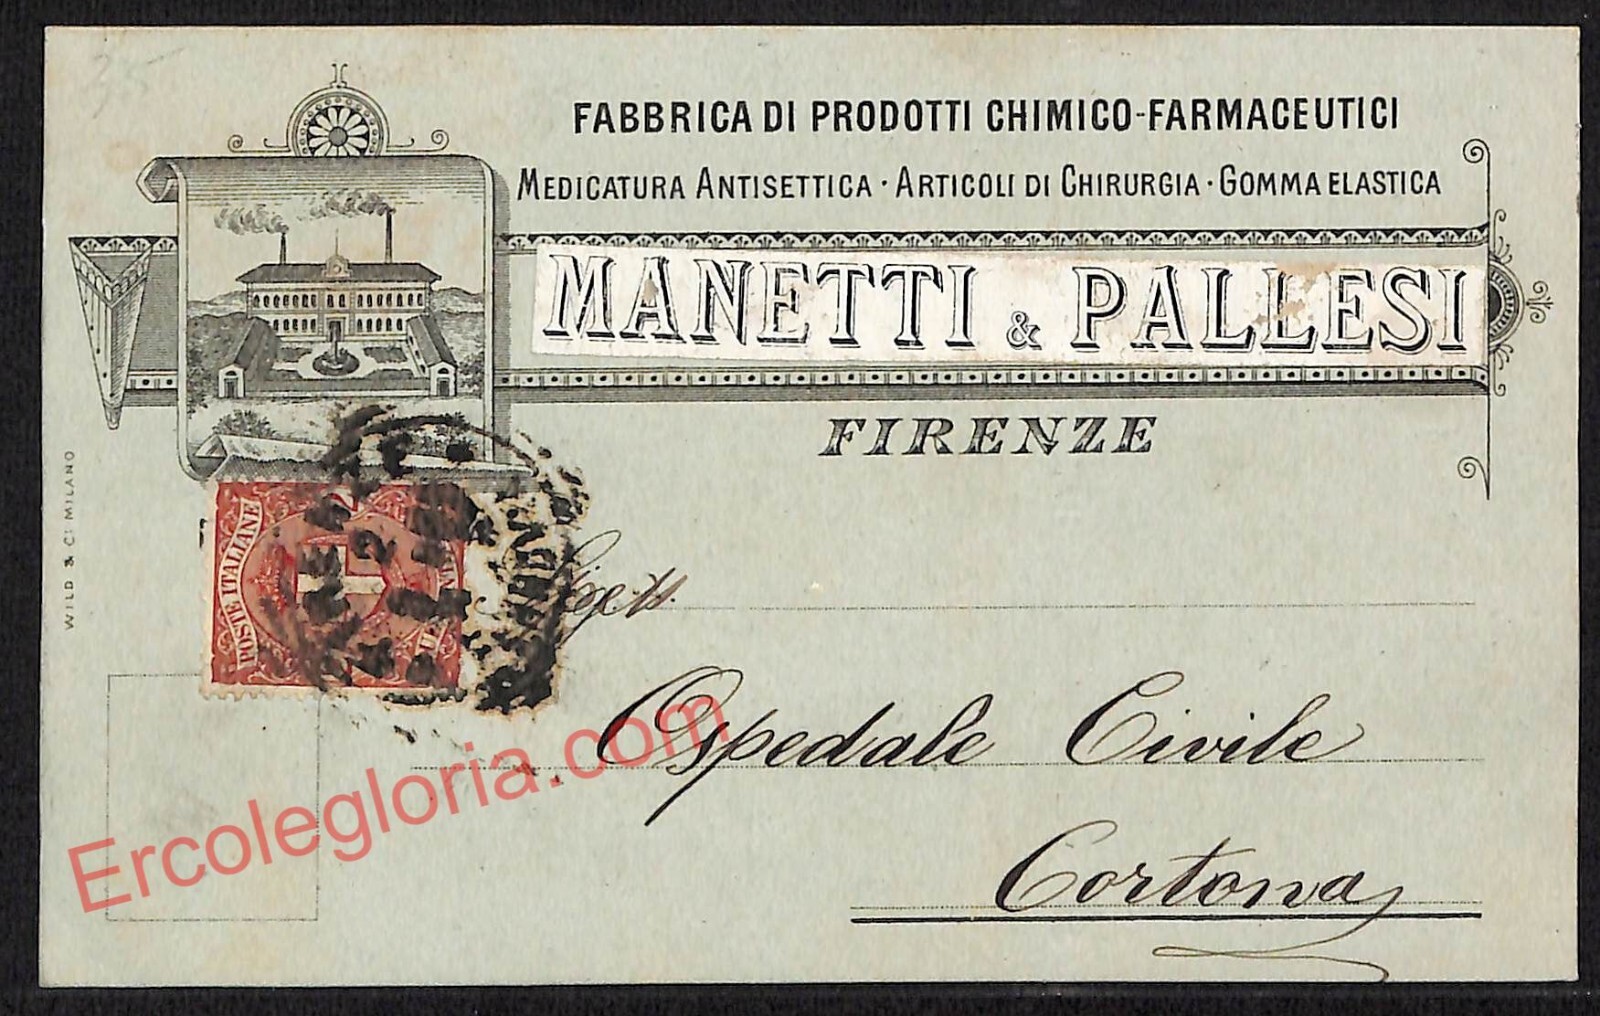 FABBRICA DI PRODOTTI CHIMICO-FARMACEUTICI
MEDICATURA ANTISETTICA · ARTICOLI DI CHIRURGIA · GOMMA ELASTICA
MANETTI & PALLESI
FIRENZE
WILD & C: MILANO
POSTE ITALIANE
Ospedale Civile
Cortona
Ercolegloria.com